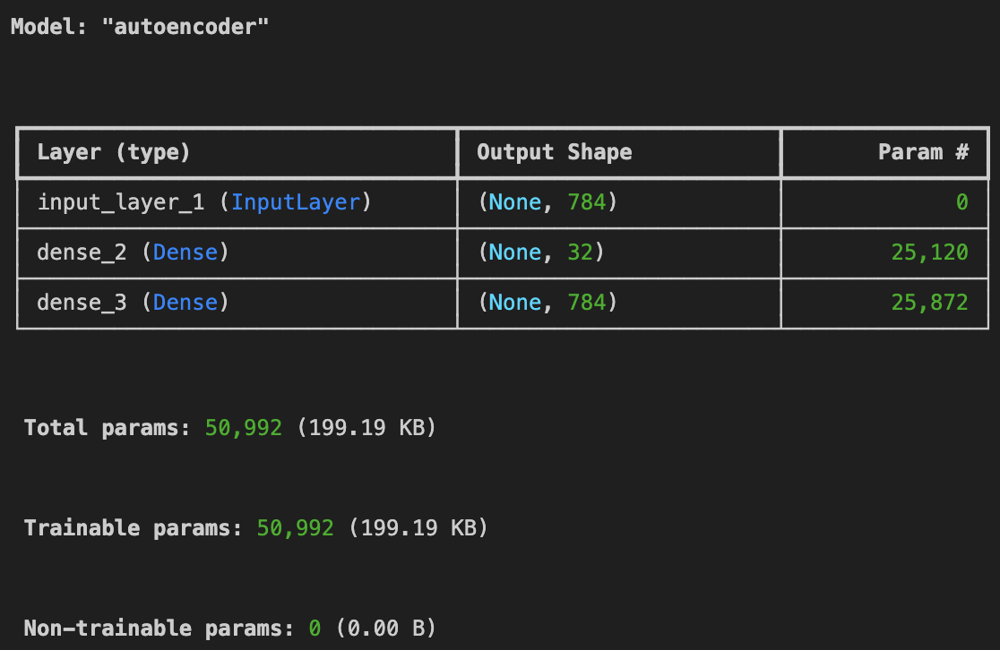 Model: "autoencoder"
Layer (type) Output Shape Param #
input_layer_1 (InputLayer) (None, 784) 0
dense_2 (Dense) (None, 32) 25,120
dense_3 (Dense) (None, 784) 25,872
Total params: 50,992 (199.19 KB)
Trainable params: 50,992 (199.19 KB)
Non-trainable params: 0 (0.00 B)